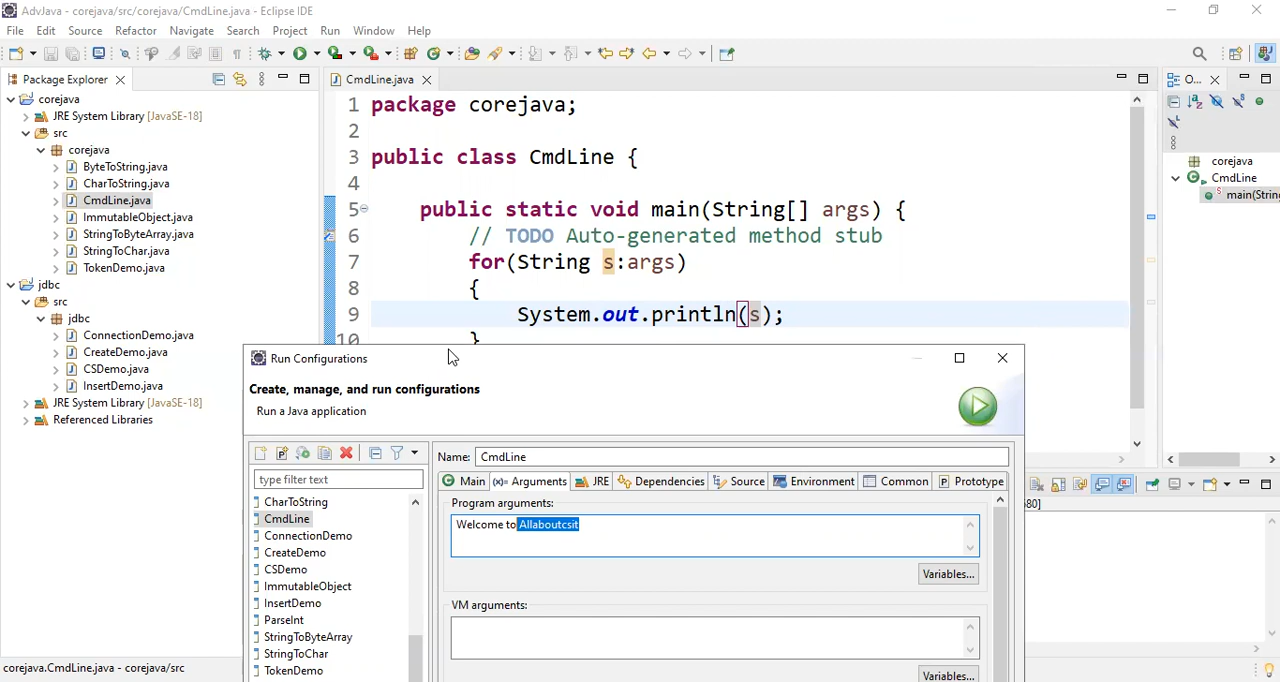 AdvJava - corejava/src/corejava/CmdLine.java - Eclipse IDE
File Edit Source Refactor Navigate Search Project Run Window Help
Package Explorer
corejava
JRE System Library [JavaSE-18]
src
corejava
ByteToString.java
CharToString.java
CmdLine.java
ImmutableObject.java
StringToByteArray.java
StringToChar.java
TokenDemo.java
jdbc
src
jdbc
ConnectionDemo.java
CreateDemo.java
CSDemo.java
InsertDemo.java
JRE System Library [JavaSE-18]
Referenced Libraries
CmdLine.java
1 package corejava;
2
3 public class CmdLine {
4
5 public static void main(String[] args) {
6 // TODO Auto-generated method stub
7 for(String s:args)
8 {
9 System.out.println(s);
10 }
O...
corejava
CmdLine
main(String
680]
Run Configurations
Create, manage, and run configurations
Run a Java application
type filter text
CharToString
CmdLine
ConnectionDemo
CreateDemo
CSDemo
ImmutableObject
InsertDemo
ParseInt
StringToByteArray
StringToChar
TokenDemo
Name: CmdLine
Main (x)= Arguments JRE Dependencies Source Environment Common Prototype
Program arguments:
Welcome to Allaboutcsit
Variables...
VM arguments:
Variables...
corejava.CmdLine.java - corejava/src